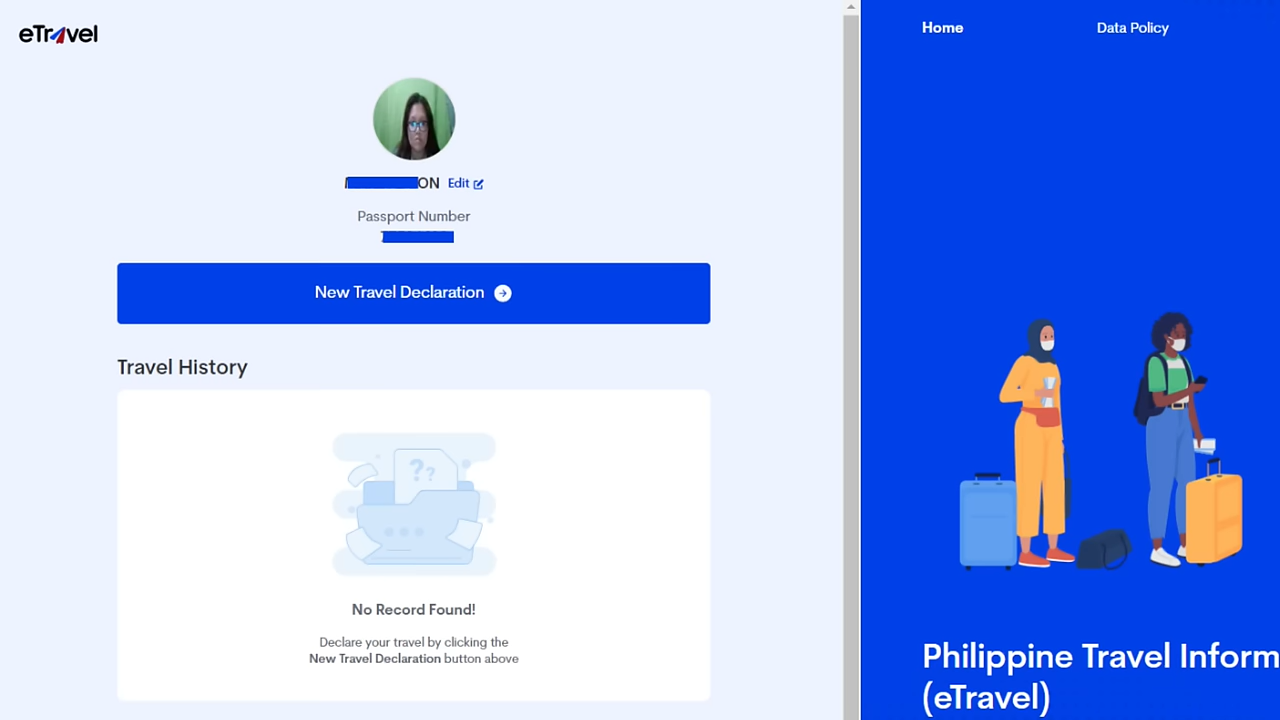 eTravel
ON Edit
Passport Number
New Travel Declaration
Travel History
??
No Record Found!
Declare your travel by clicking the
New Travel Declaration button above
Home Data Policy
Philippine Travel Inform
(eTravel)